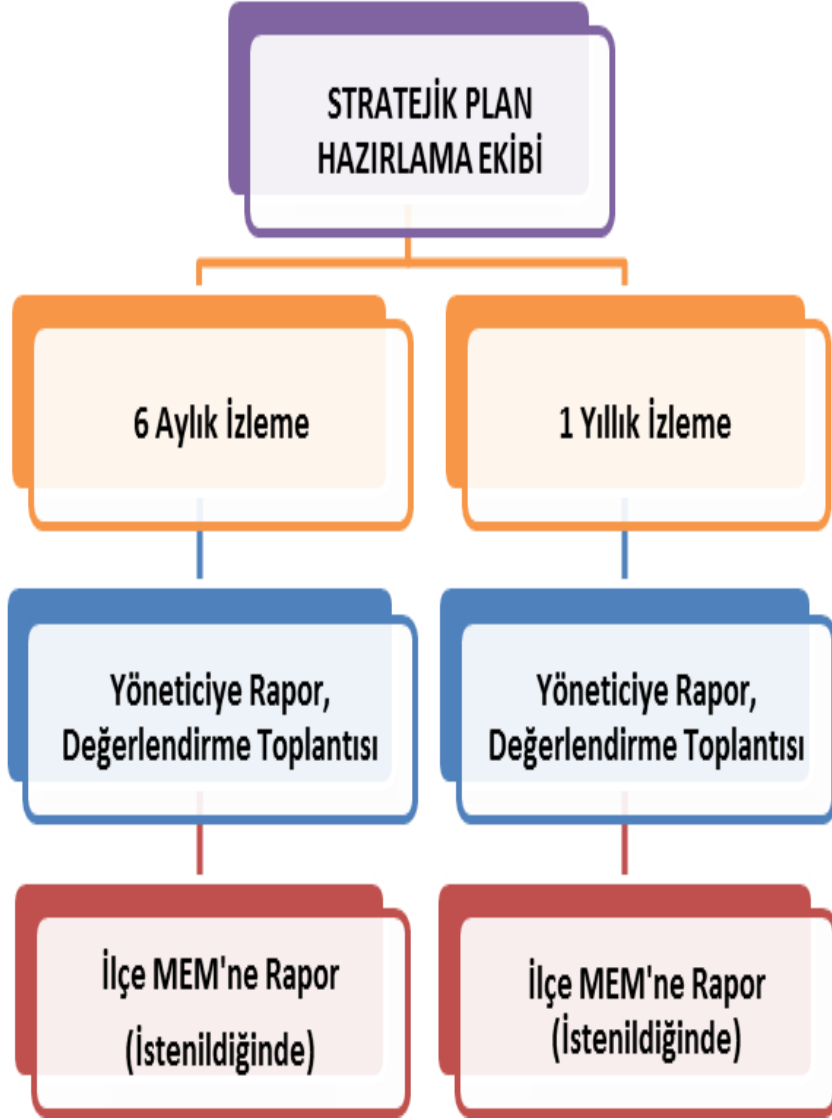 STRATEJİK PLAN
HAZIRLAMA EKİBİ
6 Aylık İzleme
1 Yıllık İzleme
Yöneticiye Rapor,
Değerlendirme Toplantısı
Yöneticiye Rapor,
Değerlendirme Toplantısı
İlçe MEM'ne Rapor
(İstenildiğinde)
İlçe MEM'ne Rapor
(İstenildiğinde)